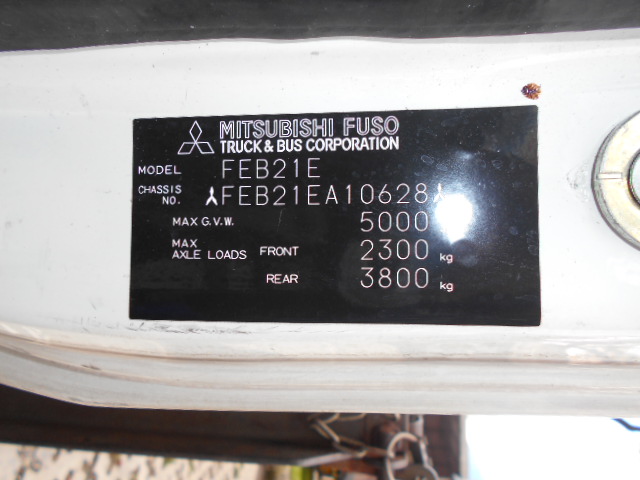 MITSUBISHI FUSO
TRUCK & BUS CORPORATION
MODEL FEB21E
CHASSIS NO. FEB21EA10628
MAX G.V.W. 5000
MAX AXLE LOADS FRONT 2300 kg
REAR 3800 kg